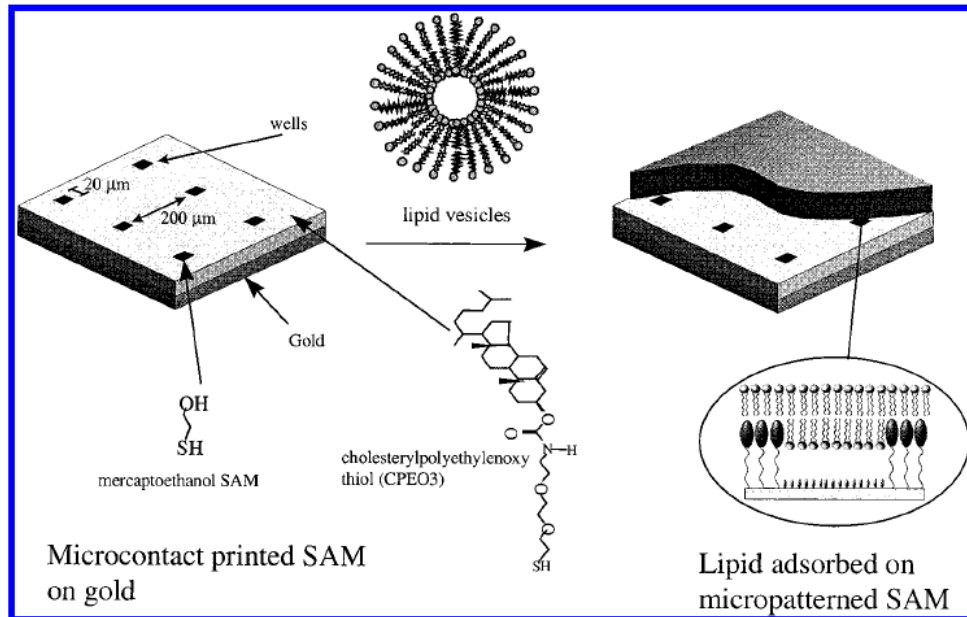 wells
20 μm
200 μm
lipid vesicles
Gold
OH
SH
mercaptoethanol SAM
O
O
N-H
cholesterylpolyethylenoxy
thiol (CPEO3)
O
O
SH
Microcontact printed SAM
on gold
Lipid adsorbed on
micropatterned SAM